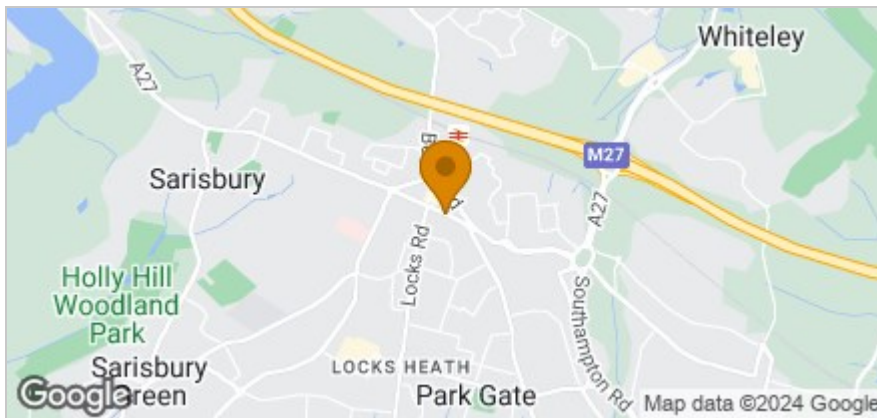 Whiteley
A27
M27
Sarisbury
A27
Locks Rd
Holly Hill
Woodland
Park
Southampton Rd
LOCKS HEATH
Sarisbury
Green
Park Gate
Google
Map data ©2024 Google